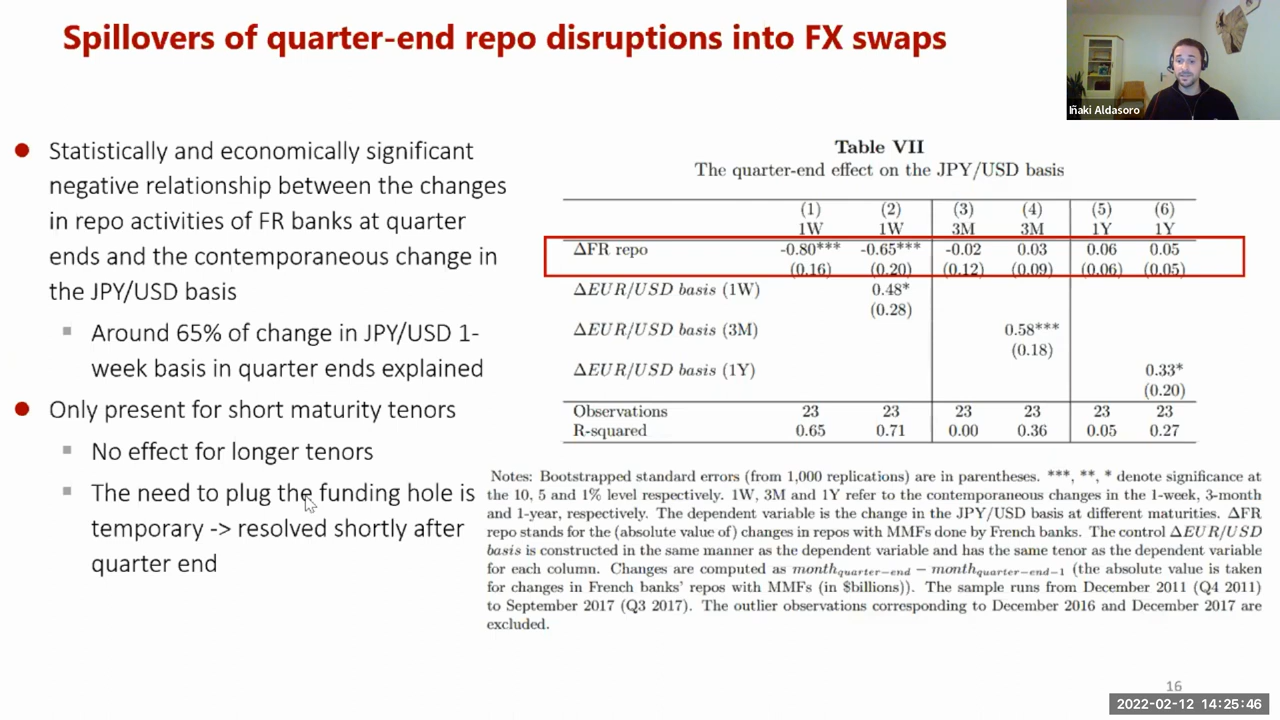 Spillovers of quarter-end repo disruptions into FX swaps
Iñaki Aldasoro
Statistically and economically significant
negative relationship between the changes
in repo activities of FR banks at quarter
ends and the contemporaneous change in
the JPY/USD basis
Around 65% of change in JPY/USD 1-
week basis in quarter ends explained
Only present for short maturity tenors
No effect for longer tenors
The need to plug the funding hole is
temporary -> resolved shortly after
quarter end
Table VII
The quarter-end effect on the JPY/USD basis
(1) (2) (3) (4) (5) (6)
1W 1W 3M 3M 1Y 1Y
ΔFR repo -0.80*** -0.65*** -0.02 0.03 0.06 0.05
(0.16) (0.20) (0.12) (0.09) (0.06) (0.05)
ΔEUR/USD basis (1W) 0.48*
(0.28)
ΔEUR/USD basis (3M) 0.58***
(0.18)
ΔEUR/USD basis (1Y) 0.33*
(0.20)
Observations 23 23 23 23 23 23
R-squared 0.65 0.71 0.00 0.36 0.05 0.27
Notes: Bootstrapped standard errors (from 1,000 replications) are in parentheses. ***, **, * denote significance at
the 10, 5 and 1% level respectively. 1W, 3M and 1Y refer to the contemporaneous changes in the 1-week, 3-month
and 1-year, respectively. The dependent variable is the change in the JPY/USD basis at different maturities. ΔFR
repo stands for the (absolute value of) changes in repos with MMFs done by French banks. The control ΔEUR/USD
basis is constructed in the same manner as the dependent variable and has the same tenor as the dependent variable
for each column. Changes are computed as month_quarter−end − month_quarter−end−1 (the absolute value is taken
for changes in French banks' repos with MMFs (in $billions)). The sample runs from December 2011 (Q4 2011)
to September 2017 (Q3 2017). The outlier observations corresponding to December 2016 and December 2017 are
excluded.
16
2022-02-12 14:25:46